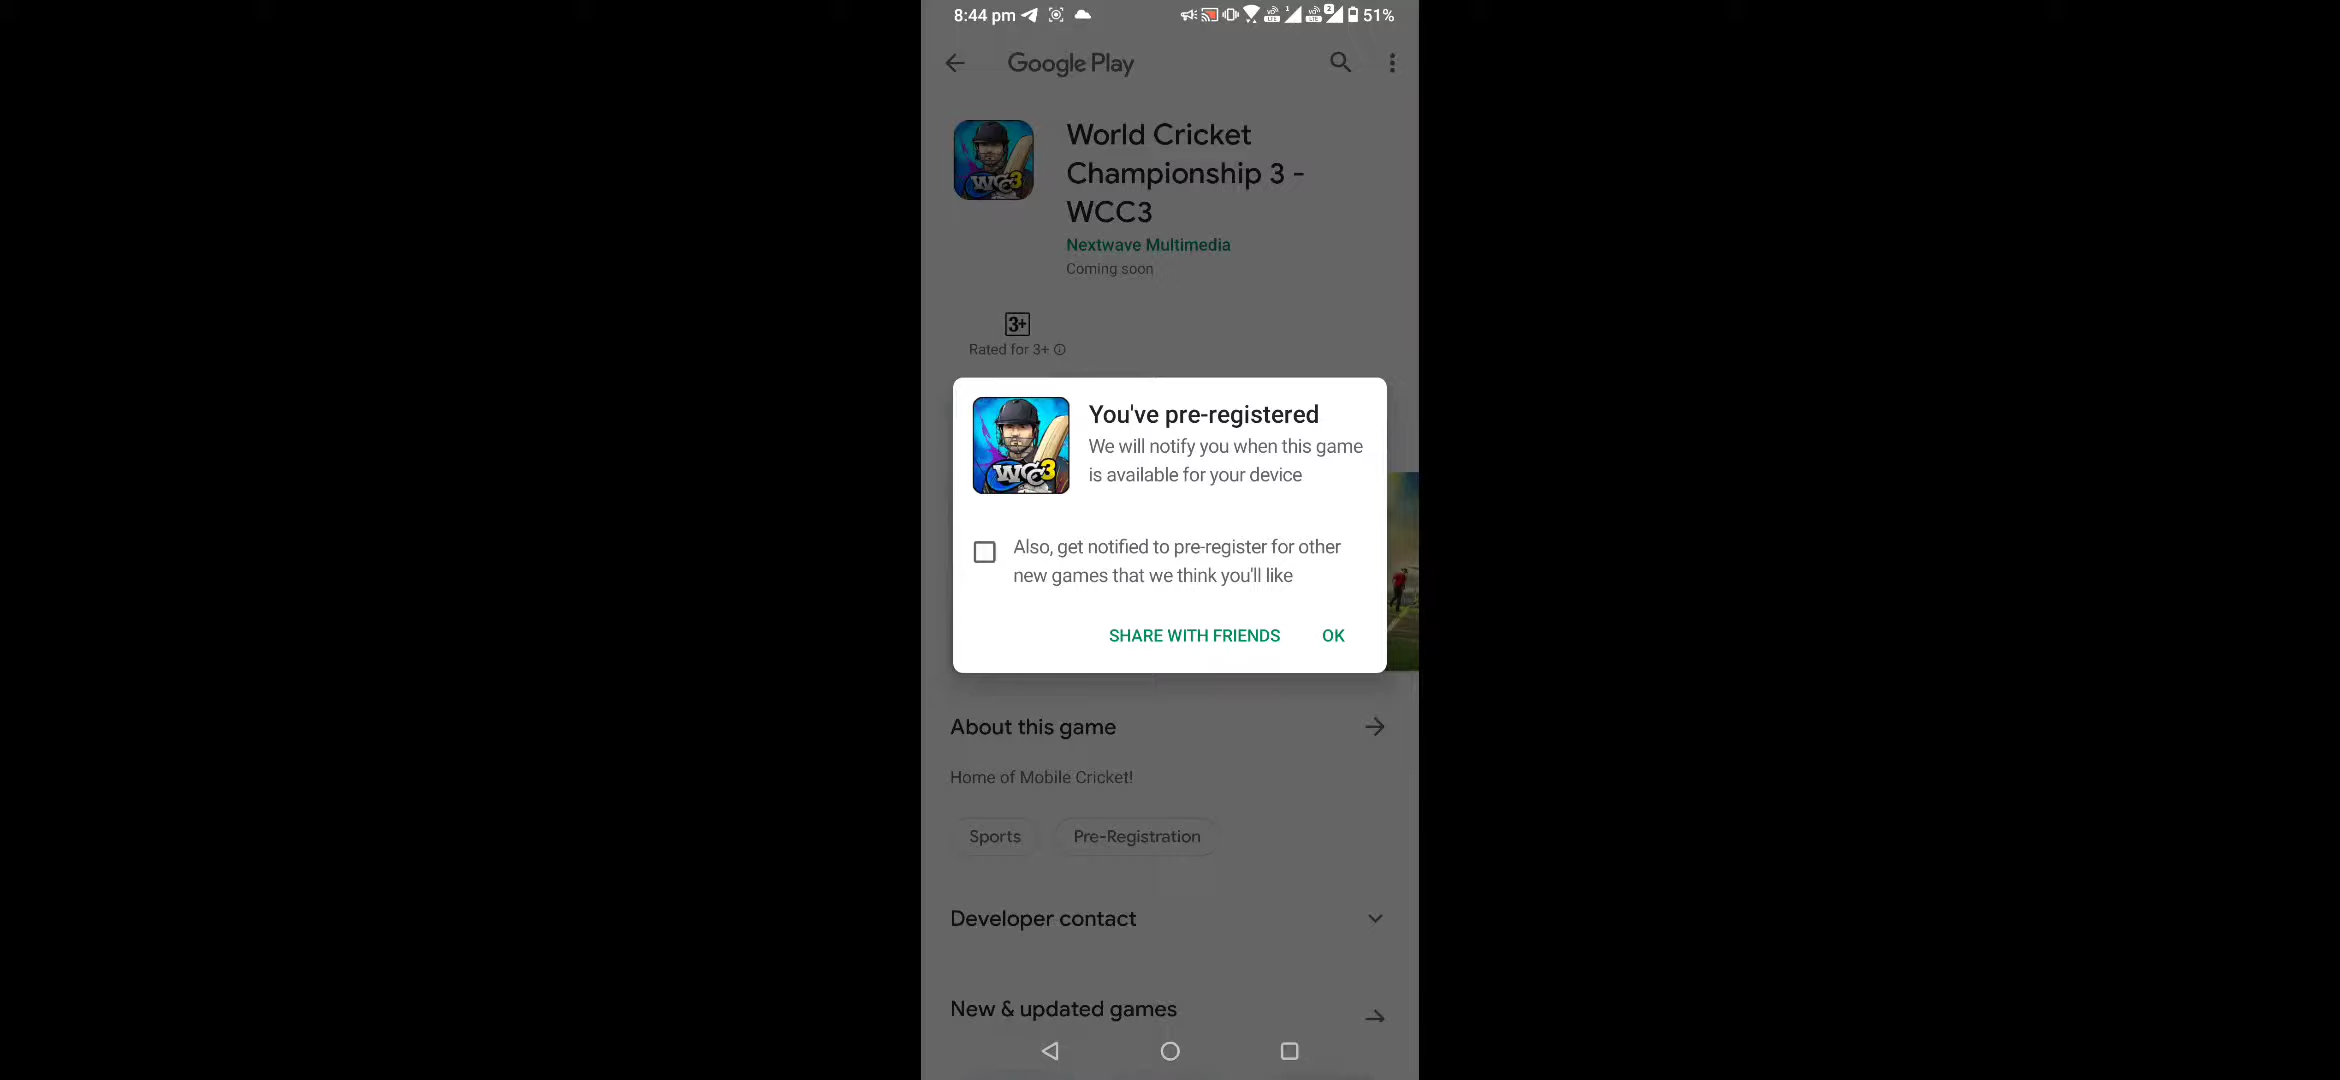 8:44 pm
51%
Google Play
World Cricket
Championship 3 -
WCC3
Nextwave Multimedia
Coming soon
3+
Rated for 3+
WCC3
You've pre-registered
We will notify you when this game
is available for your device
Also, get notified to pre-register for other
new games that we think you'll like
SHARE WITH FRIENDS OK
About this game
Home of Mobile Cricket!
Sports Pre-Registration
Developer contact
New & updated games